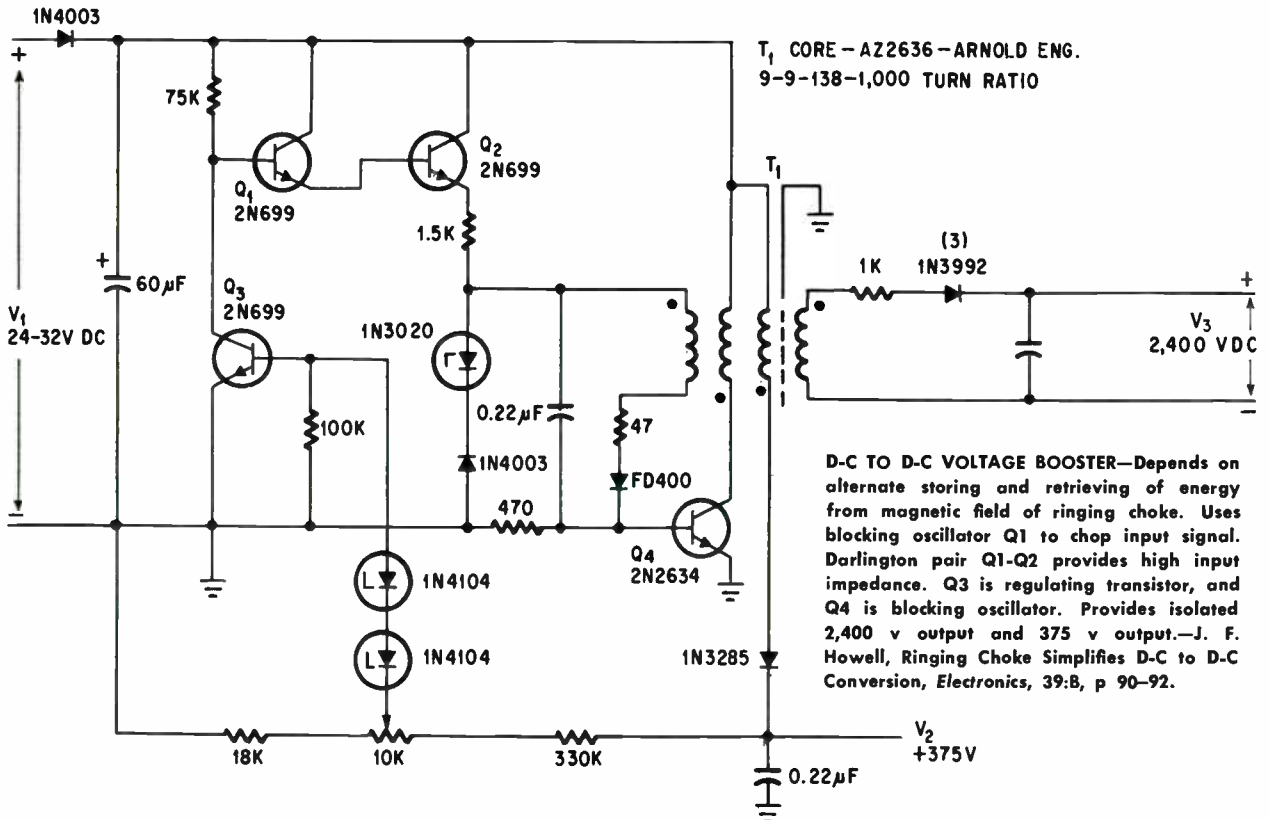 1N4003
+
T₁ CORE – AZ2636 – ARNOLD ENG.
9-9-138-1,000 TURN RATIO
75K
Q₁
2N699
Q₂
2N699
T₁
1.5K
+
60µF
Q₃
2N699
V₁
24-32V DC
1N3020
0.22µF
100K
47
1N4003
FD400
470
Q₄
2N2634
(3)
1K
1N3992
+
V₃
2,400 VDC
–
–
L
1N4104
L
1N4104
1N3285
D-C TO D-C VOLTAGE BOOSTER—Depends on
alternate storing and retrieving of energy
from magnetic field of ringing choke. Uses
blocking oscillator Q1 to chop input signal.
Darlington pair Q1-Q2 provides high input
impedance. Q3 is regulating transistor, and
Q4 is blocking oscillator. Provides isolated
2,400 v output and 375 v output.—J. F.
Howell, Ringing Choke Simplifies D-C to D-C
Conversion, Electronics, 39:B, p 90–92.
18K
10K
330K
V₂
+375V
0.22µF